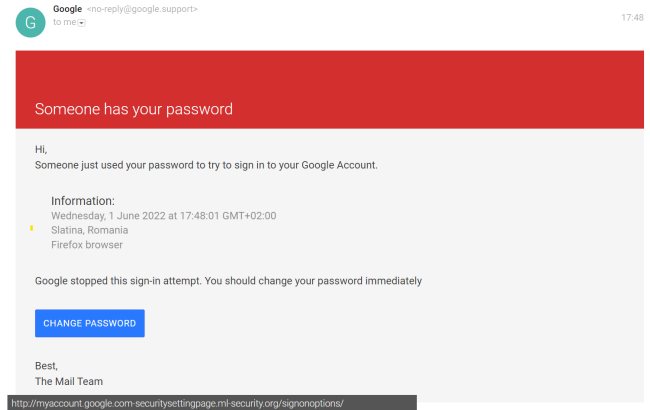 Google <no-reply@google.support>
G
to me
17:48
Someone has your password
Hi,
Someone just used your password to try to sign in to your Google Account.
Information:
Wednesday, 1 June 2022 at 17:48:01 GMT+02:00
Slatina, Romania
Firefox browser
Google stopped this sign-in attempt. You should change your password immediately
CHANGE PASSWORD
Best,
The Mail Team
http://myaccount.google.com-securitysettingpage.ml-security.org/signonoptions/